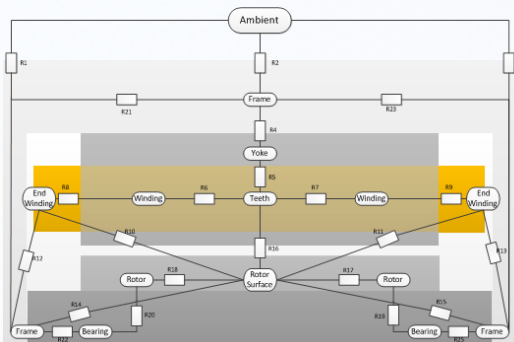 Ambient
R1
R2
Frame
R21
R23
R4
Yoke
R5
End
Winding
R8
Winding
R6
Teeth
R7
Winding
R9
End
Winding
R10
R11
R12
R16
R13
Rotor
R18
Rotor
Surface
R17
Rotor
R14
R20
R19
R15
Frame
R22
Bearing
Bearing
R25
Frame